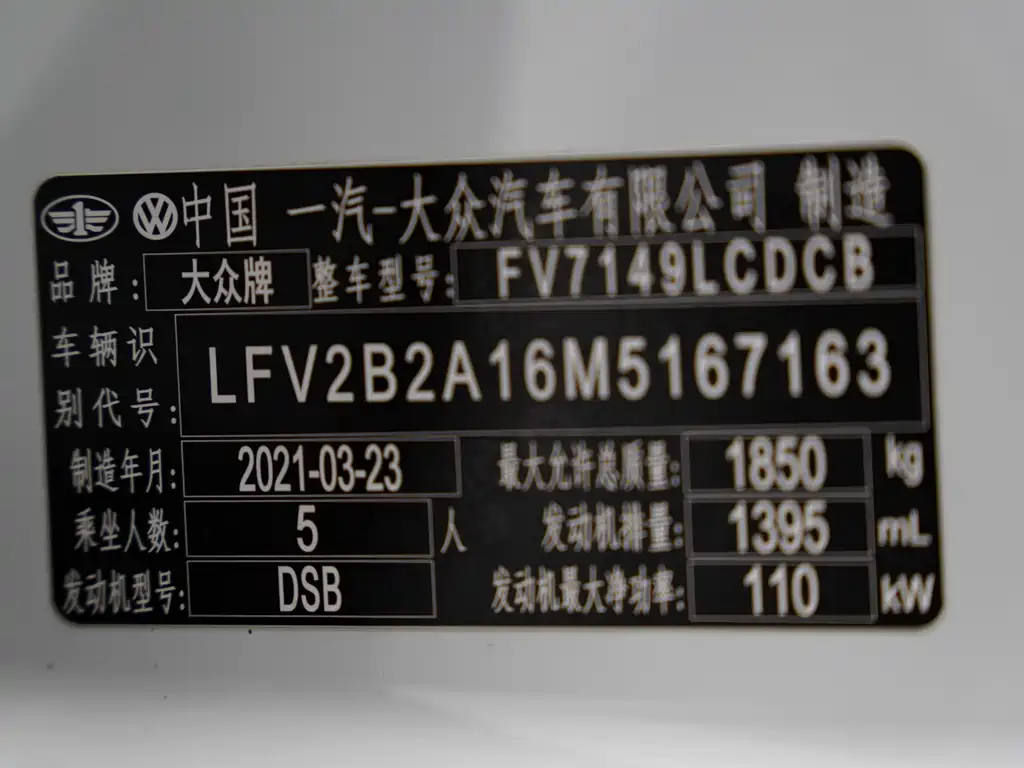 中国 一汽-大众汽车有限公司 制造
品牌: 大众牌 整车型号: FV7149LCDCB
车辆识别代号: LFV2B2A16M5167163
制造年月: 2021-03-23 最大允许总质量: 1850 kg
乘坐人数: 5 人 发动机排量: 1395 mL
发动机型号: DSB 发动机最大净功率: 110 kW